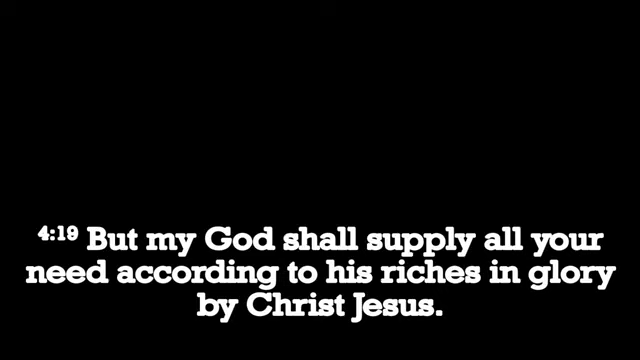 4:19 But my God shall supply all your
need according to his riches in glory
by Christ Jesus.